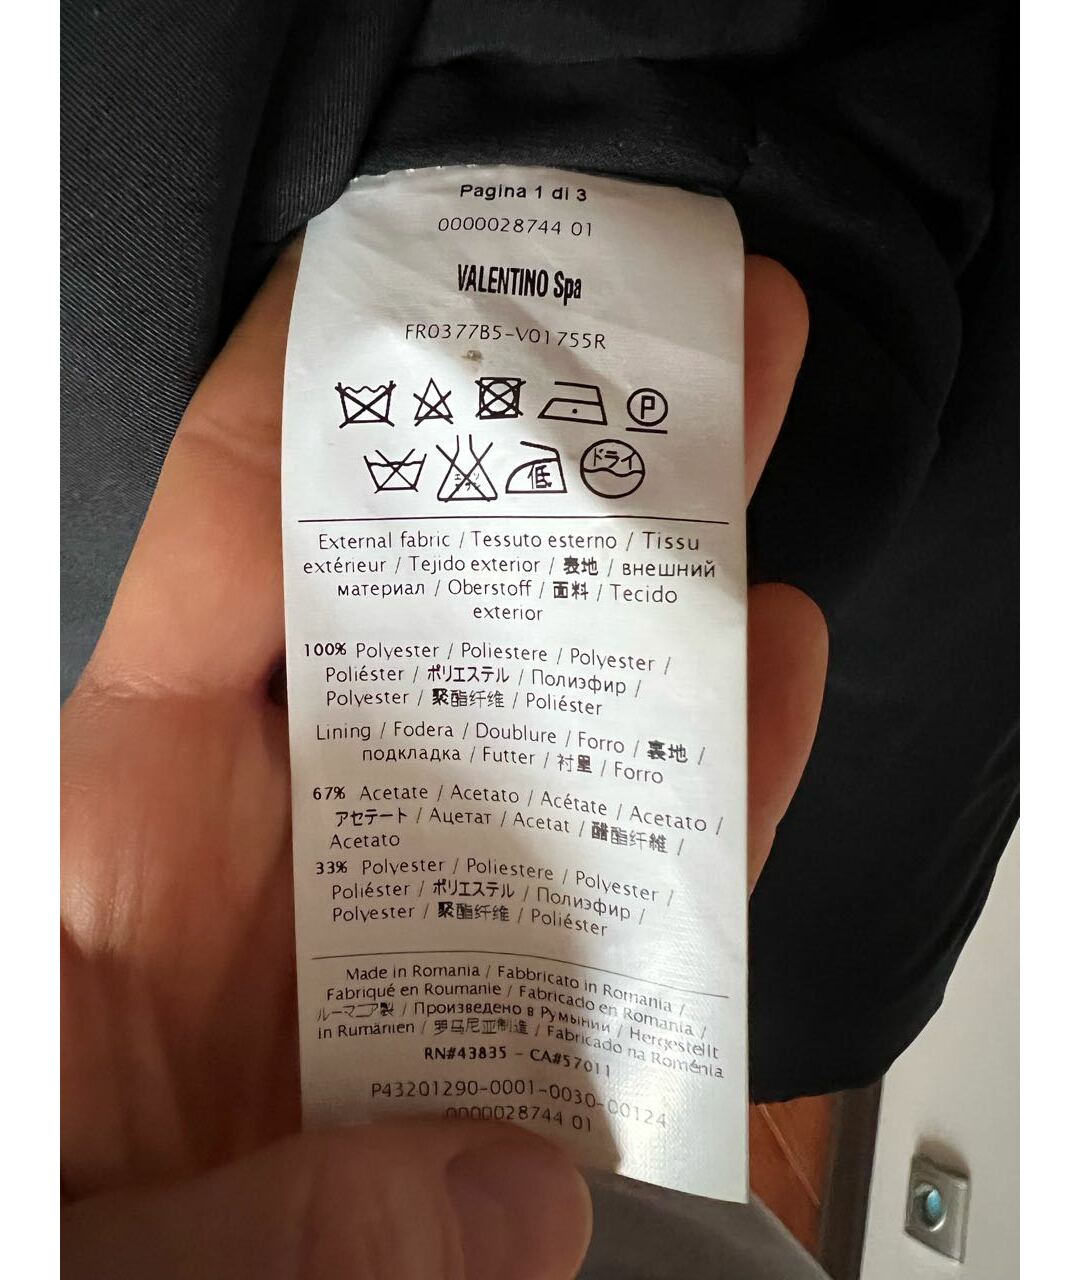 Pagina 1 di 3
0000028744 01
VALENTINO Spa
FR0377B5-V01755R
P
低
ドライ
External fabric / Tessuto esterno / Tissu
extérieur / Tejido exterior / 表地 / внешний
материал / Oberstoff / 面料 / Tecido
exterior
100% Polyester / Poliestere / Polyester /
Poliéster / ポリエステル / Полиэфир /
Polyester / 聚酯纤维 / Poliéster
Lining / Fodera / Doublure / Forro / 裏地 /
подкладка / Futter / 衬里 / Forro
67% Acetate / Acetato / Acétate / Acetato /
アセテート / Ацетат / Acetat / 醋酯纤維 /
Acetato
33% Polyester / Poliestere / Polyester /
Poliéster / ポリエステル / Полиэфир /
Polyester / 聚酯纤维 / Poliéster
Made in Romania / Fabbricato in Romania /
Fabriqué en Roumanie / Fabricado en Romania /
ルーマニア製 / Произведено в Румынии / Hergestellt
in Rumänien / 罗马尼亚制造 / Fabricado na Roménia
RN#43835 - CA#57011
P43201290-0001-0030-00124
0000028744 01